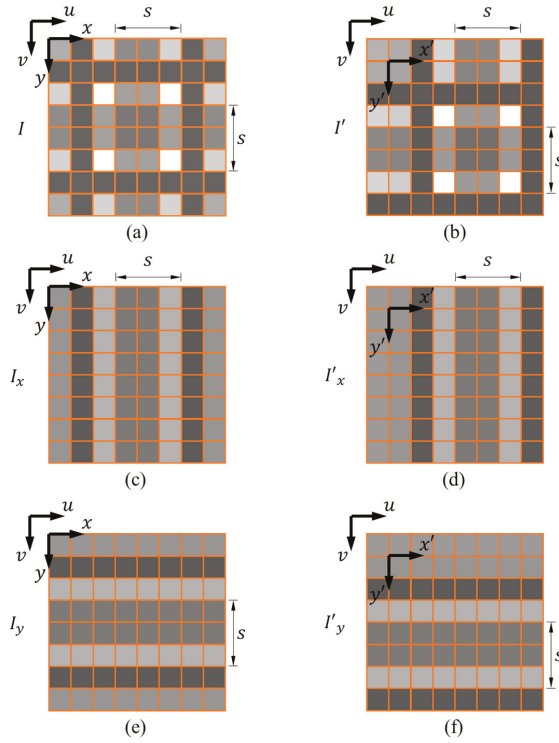 u s u s
x x′
v v
y y′
I s I′ s
(a) (b)
u s u s
x x′
v v
y y′
I_x I′_x
(c) (d)
u u
x x′
v v
y y′
I_y s I′_y s
(e) (f)